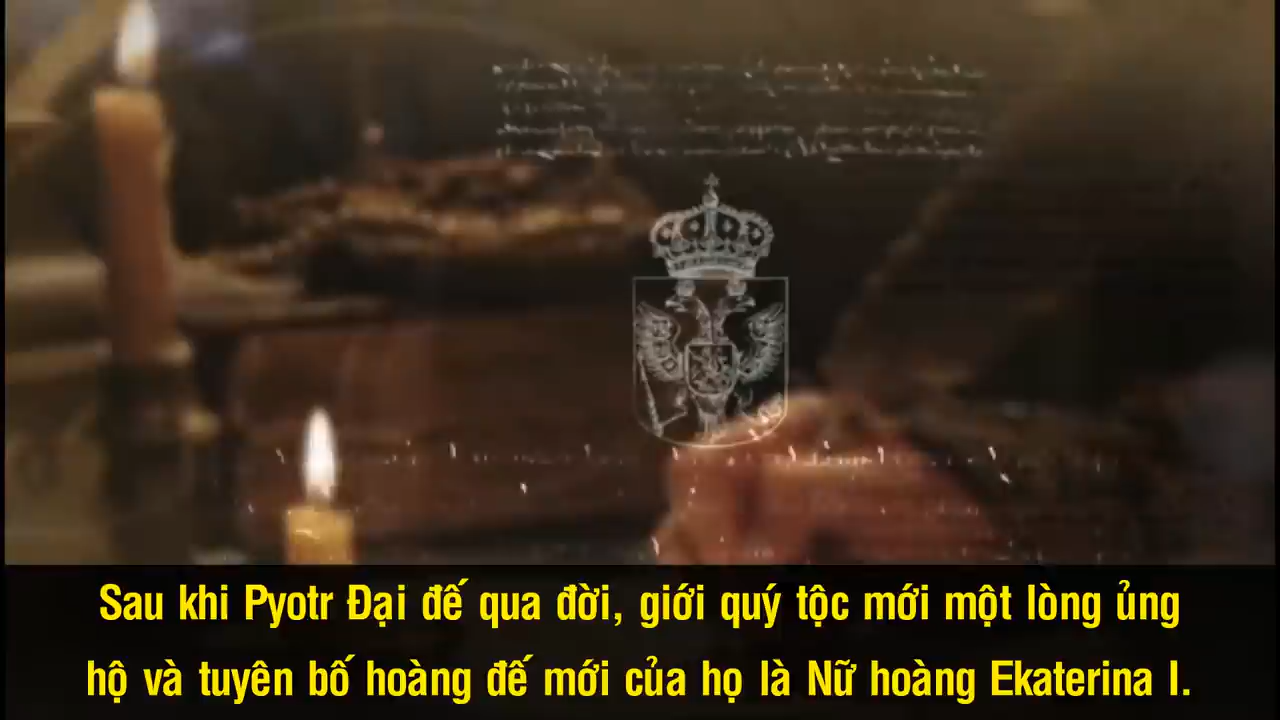 Sau khi Pyotr Đại đế qua đời, giới quý tộc mới một lòng ủng
hộ và tuyên bố hoàng đế mới của họ là Nữ hoàng Ekaterina I.